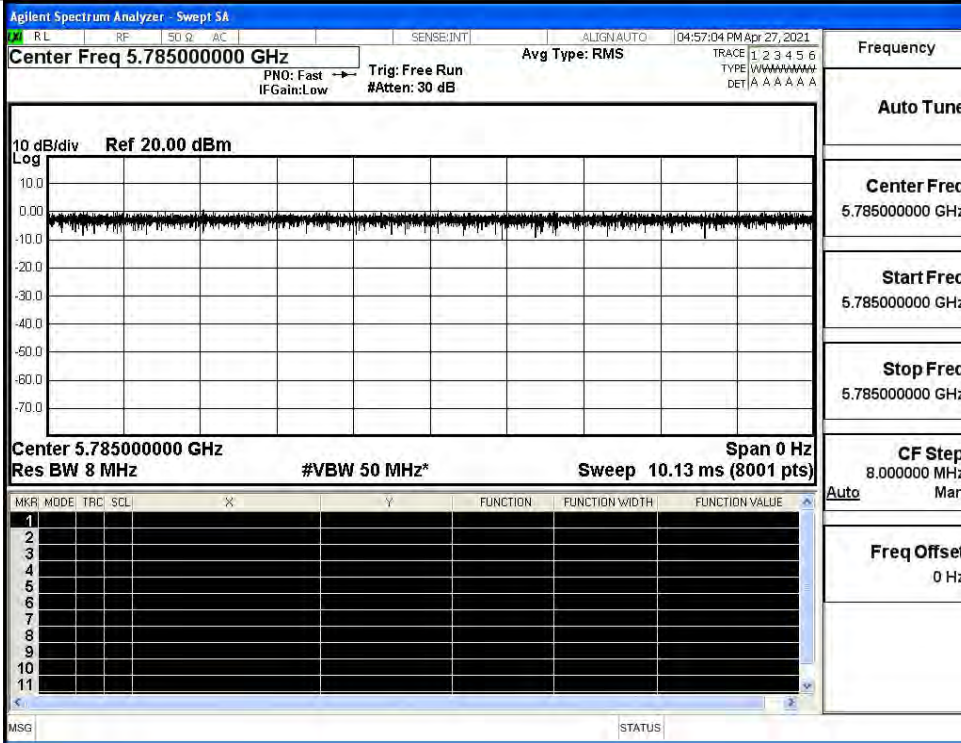 Agilent Spectrum Analyzer - Swept SA
LXI RL RF 50 Ω AC SENSE:INT ALIGNAUTO 04:57:04 PM Apr 27, 2021
Center Freq 5.785000000 GHz
PNO: Fast
IFGain:Low
Trig: Free Run
#Atten: 30 dB
Avg Type: RMS
TRACE 1 2 3 4 5 6
TYPE WWWWWW
DET A A A A A A
10 dB/div Ref 20.00 dBm
Log
10.0
0.00
-10.0
-20.0
-30.0
-40.0
-50.0
-60.0
-70.0
Center 5.785000000 GHz Span 0 Hz
Res BW 8 MHz #VBW 50 MHz* Sweep 10.13 ms (8001 pts)
MKR MODE TRC SCL X Y FUNCTION FUNCTION WIDTH FUNCTION VALUE
1
2
3
4
5
6
7
8
9
10
11
MSG STATUS
Frequency
Auto Tune
Center Freq
5.785000000 GHz
Start Freq
5.785000000 GHz
Stop Freq
5.785000000 GHz
CF Step
8.000000 MHz
Auto Man
Freq Offset
0 Hz